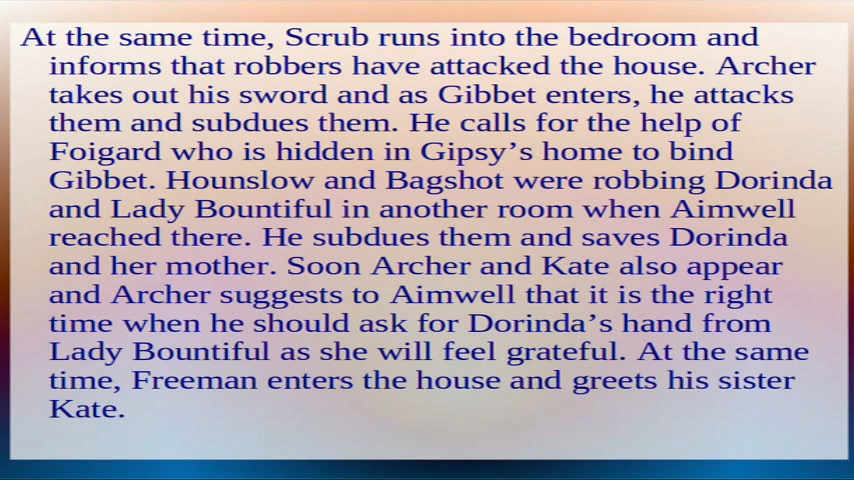 At the same time, Scrub runs into the bedroom and
informs that robbers have attacked the house. Archer
takes out his sword and as Gibbet enters, he attacks
them and subdues them. He calls for the help of
Foigard who is hidden in Gipsy's home to bind
Gibbet. Hounslow and Bagshot were robbing Dorinda
and Lady Bountiful in another room when Aimwell
reached there. He subdues them and saves Dorinda
and her mother. Soon Archer and Kate also appear
and Archer suggests to Aimwell that it is the right
time when he should ask for Dorinda's hand from
Lady Bountiful as she will feel grateful. At the same
time, Freeman enters the house and greets his sister
Kate.